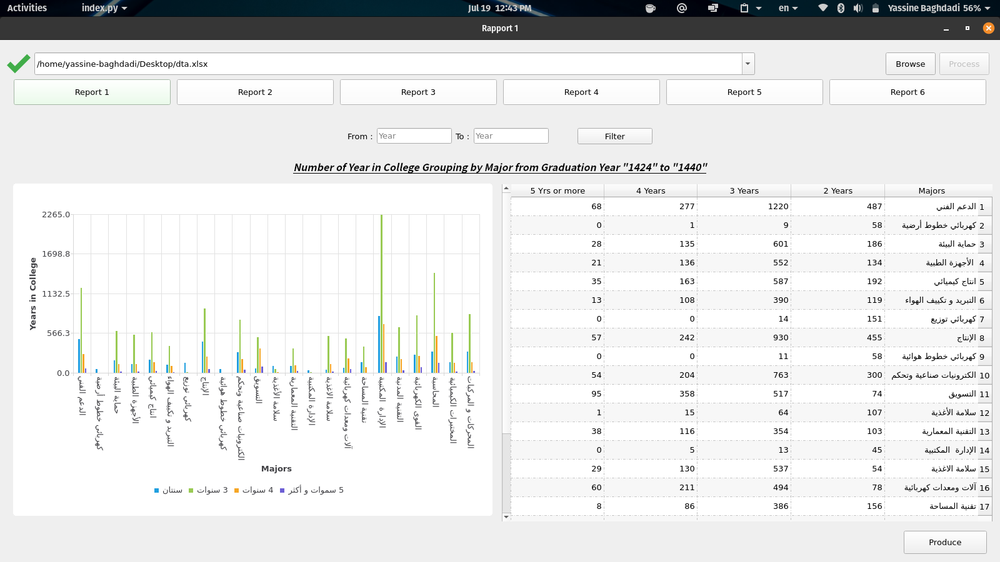 Activities index.py Jul 19 12:43 PM en Yassine Baghdadi 56%
Rapport 1
/home/yassine-baghdadi/Desktop/dta.xlsx Browse Process
Report 1 Report 2 Report 3 Report 4 Report 5 Report 6
From : Year To : Year Filter
Number of Year in College Grouping by Major from Graduation Year "1424" to "1440"
2265.0
1698.8
1132.5
566.3
0.0
Years in College
الدعم الفني
كهربائي خطوط أرضية
حماية البيئة
الأجهزة الطبية
انتاج كيميائي
التبريد و تكييف الهواء
كهربائي توزيع
الإنتاج
كهربائي خطوط هوائية
الكترونيات صناعية وتحكم
التسويق
سلامة الأغذية
التقنية المعمارية
الإدارة المكتبية
سلامة الاغذية
آلات ومعدات كهربائية
تقنية المساحة
الإدارة المكتبية
التقنية المدنية
القوى الكهربائية
المحاسبة
المختبرات الكيميائية
المحركات و المركبات
Majors
سنتان 3 سنوات 4 سنوات 5 سموات و أكثر
5 Yrs or more 4 Years 3 Years 2 Years Majors
68 277 1220 487 الدعم الفني 1
0 1 9 58 كهربائي خطوط أرضية 2
28 135 601 186 حماية البيئة 3
21 136 552 134 الأجهزة الطبية 4
35 163 587 192 انتاج كيميائي 5
13 108 390 119 التبريد و تكييف الهواء 6
0 0 14 151 كهربائي توزيع 7
57 242 930 455 الإنتاج 8
0 0 11 58 كهربائي خطوط هوائية 9
54 204 763 300 الكترونيات صناعية وتحكم 10
95 358 517 74 التسويق 11
1 15 64 107 سلامة الأغذية 12
38 116 354 103 التقنية المعمارية 13
0 5 13 45 الإدارة المكتبية 14
29 130 537 54 سلامة الاغذية 15
60 211 494 78 آلات ومعدات كهربائية 16
8 86 386 156 تقنية المساحة 17
Produce